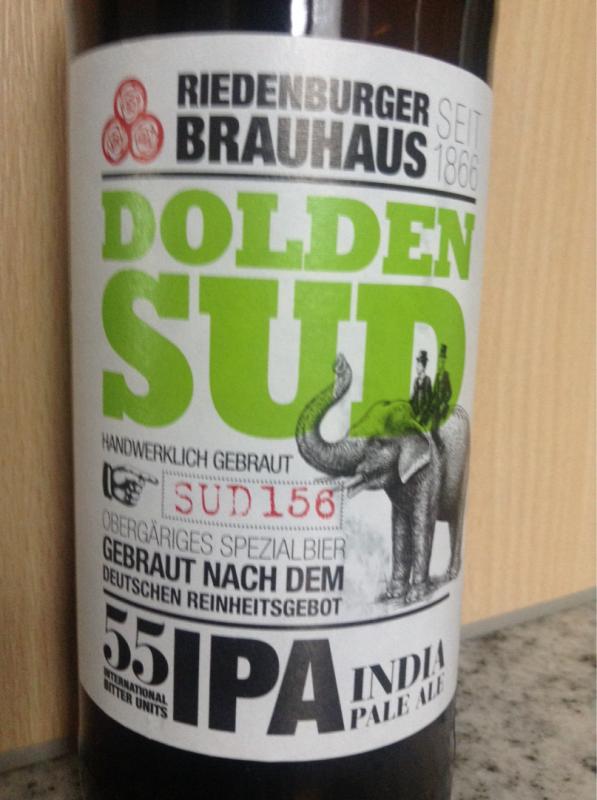 RIEDENBURGER
BRAUHAUS
SEIT
1866
DOLDEN
SUD
HANDWERKLICH GEBRAUT
SUD156
OBERGÄRIGES SPEZIALBIER
GEBRAUT NACH DEM
DEUTSCHEN REINHEITSGEBOT
55
INTERNATIONAL
BITTER UNITS
IPA
INDIA
PALE ALE